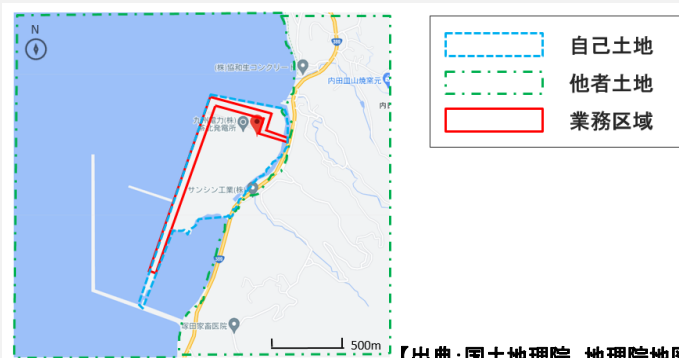 N
(株)協和生コンクリー
内田皿山焼窯元
九州電力(株)
苓北発電所
サンシン工業(株)
塚田家畜医院
500m
自己土地
他者土地
業務区域
【出典:国土地理院 地理院地図